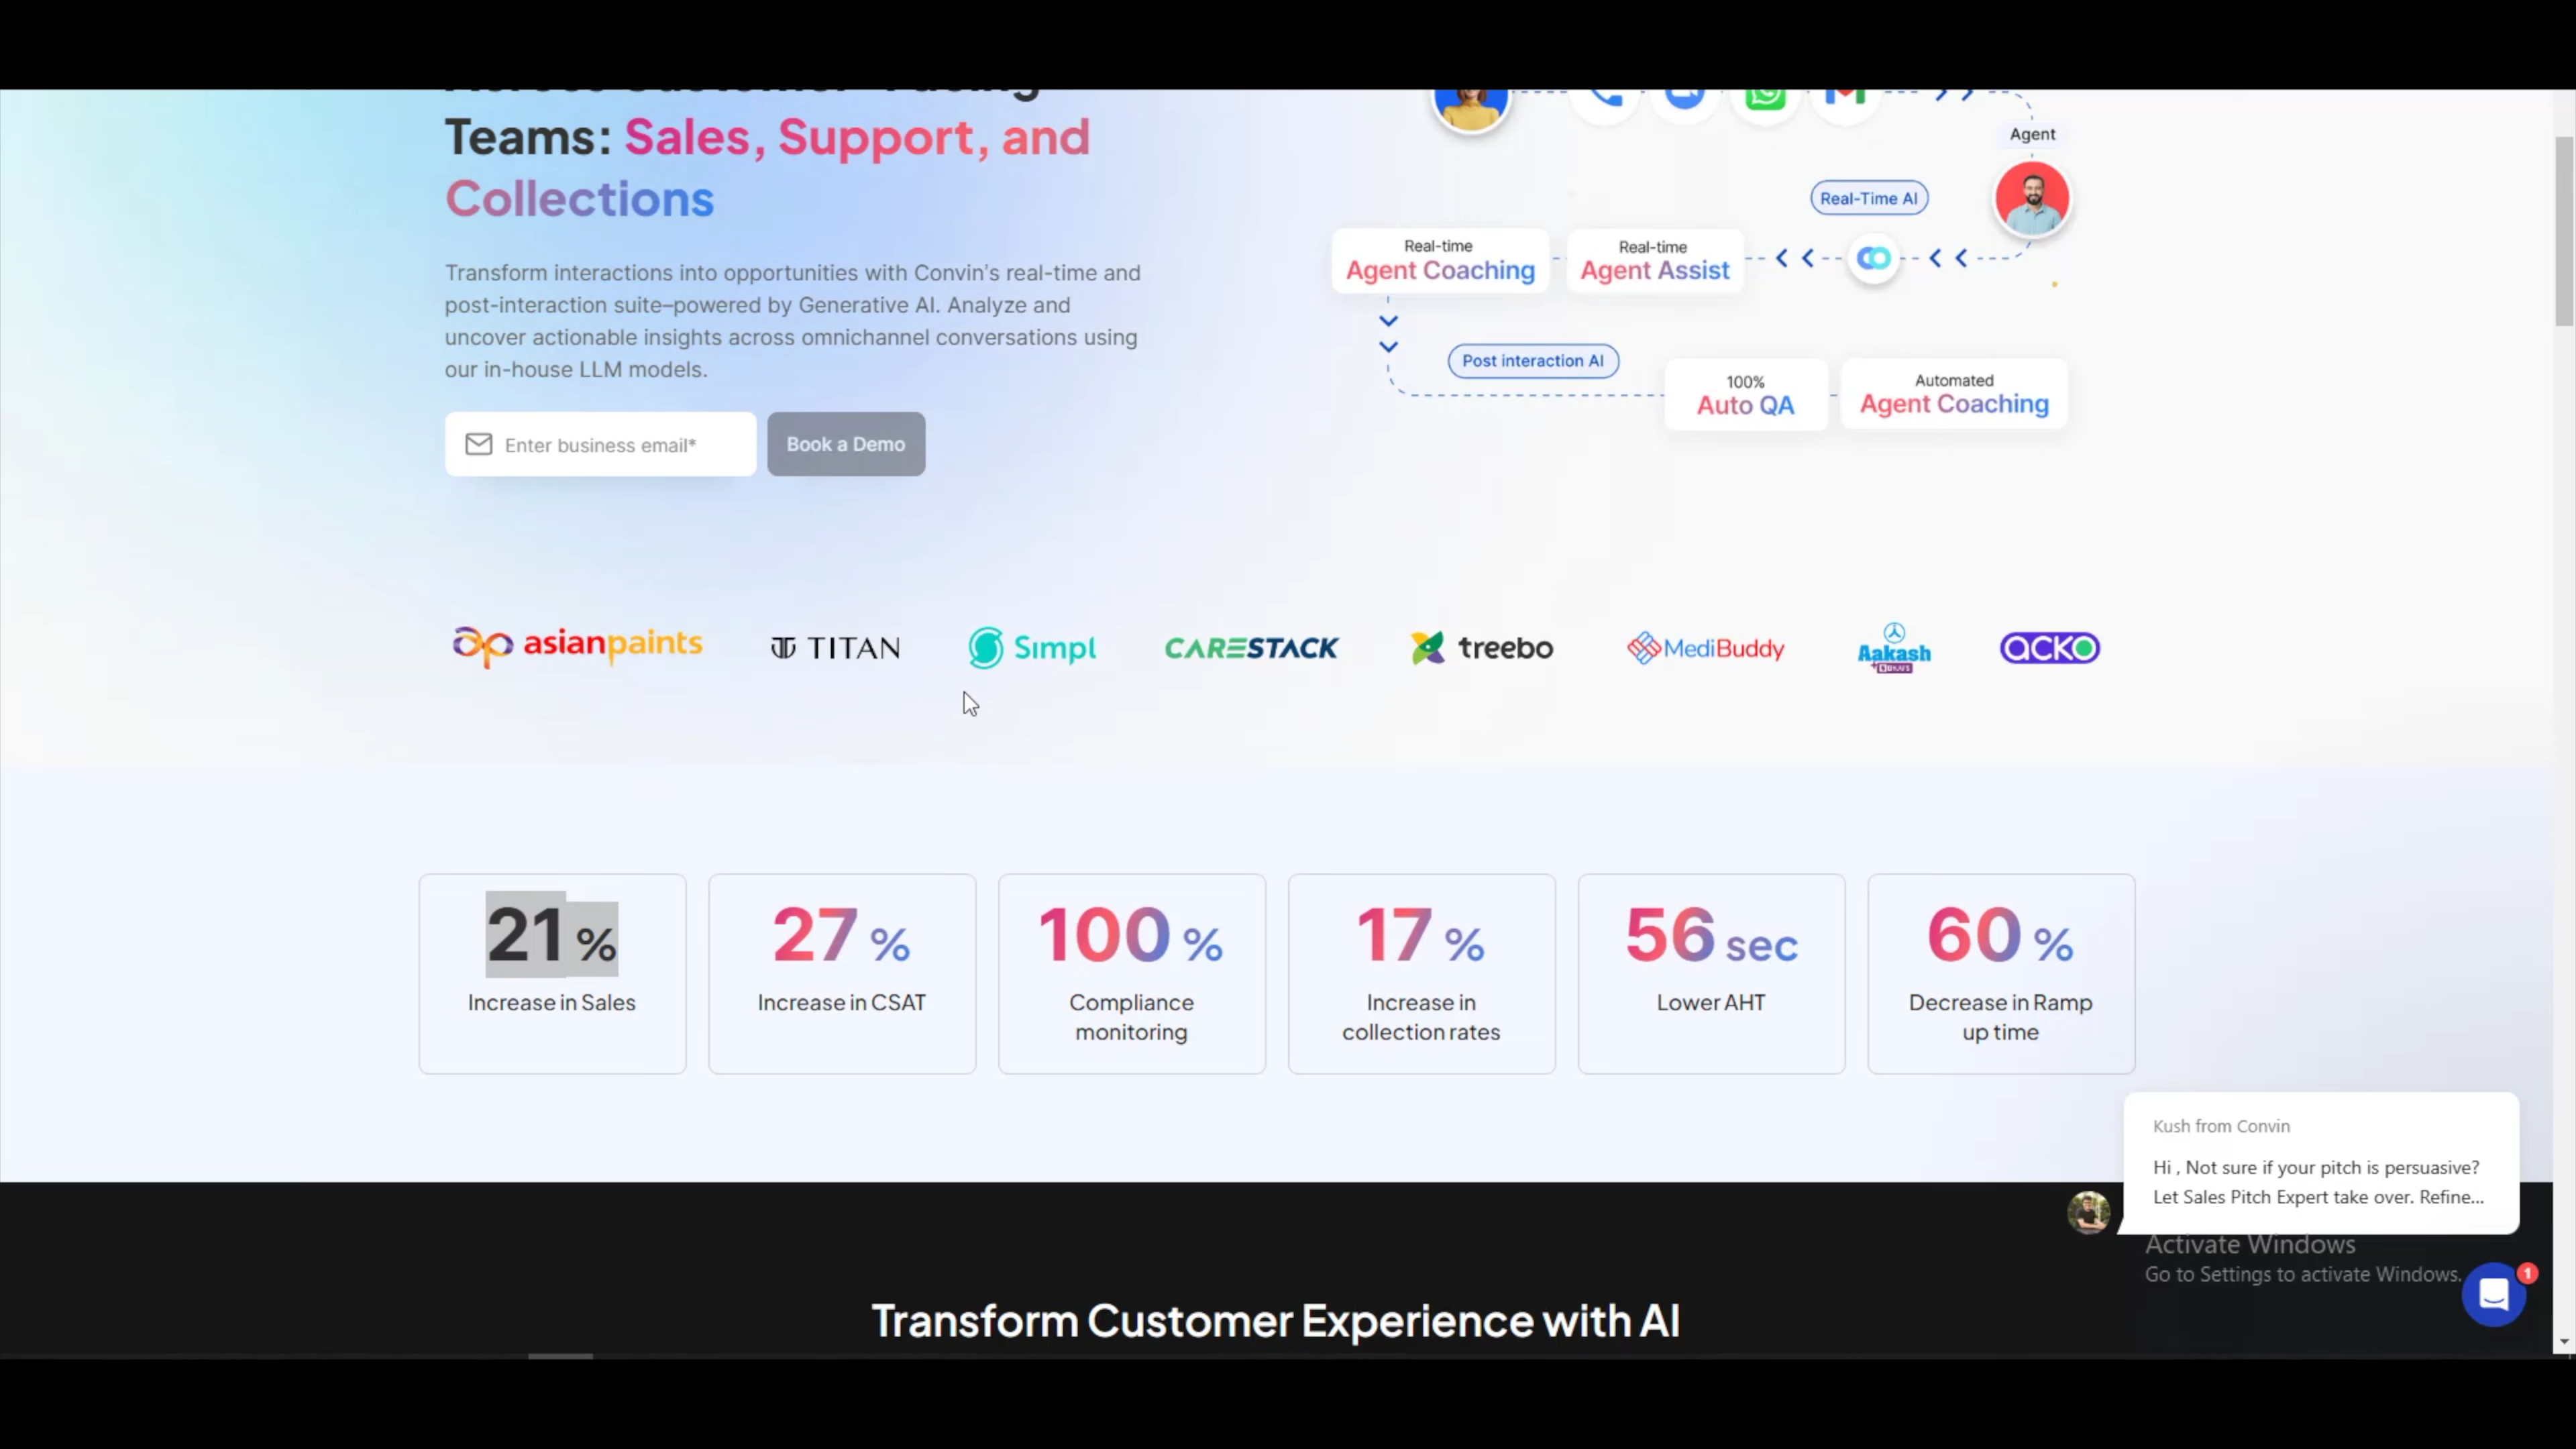 Teams: Sales, Support, and
Collections
Transform interactions into opportunities with Convin's real-time and
post-interaction suite–powered by Generative AI. Analyze and
uncover actionable insights across omnichannel conversations using
our in-house LLM models.
Enter business email*
Book a Demo
Agent
Real-Time AI
Real-time
Agent Coaching
Real-time
Agent Assist
Post interaction AI
100%
Auto QA
Automated
Agent Coaching
asianpaints
TITAN
Simpl
CARESTACK
treebo
MediBuddy
Aakash
+BYJU'S
acko
21 %
Increase in Sales
27 %
Increase in CSAT
100 %
Compliance
monitoring
17 %
Increase in
collection rates
56 sec
Lower AHT
60 %
Decrease in Ramp
up time
Kush from Convin
Hi , Not sure if your pitch is persuasive?
Let Sales Pitch Expert take over. Refine...
Activate Windows
Go to Settings to activate Windows.
1
Transform Customer Experience with AI